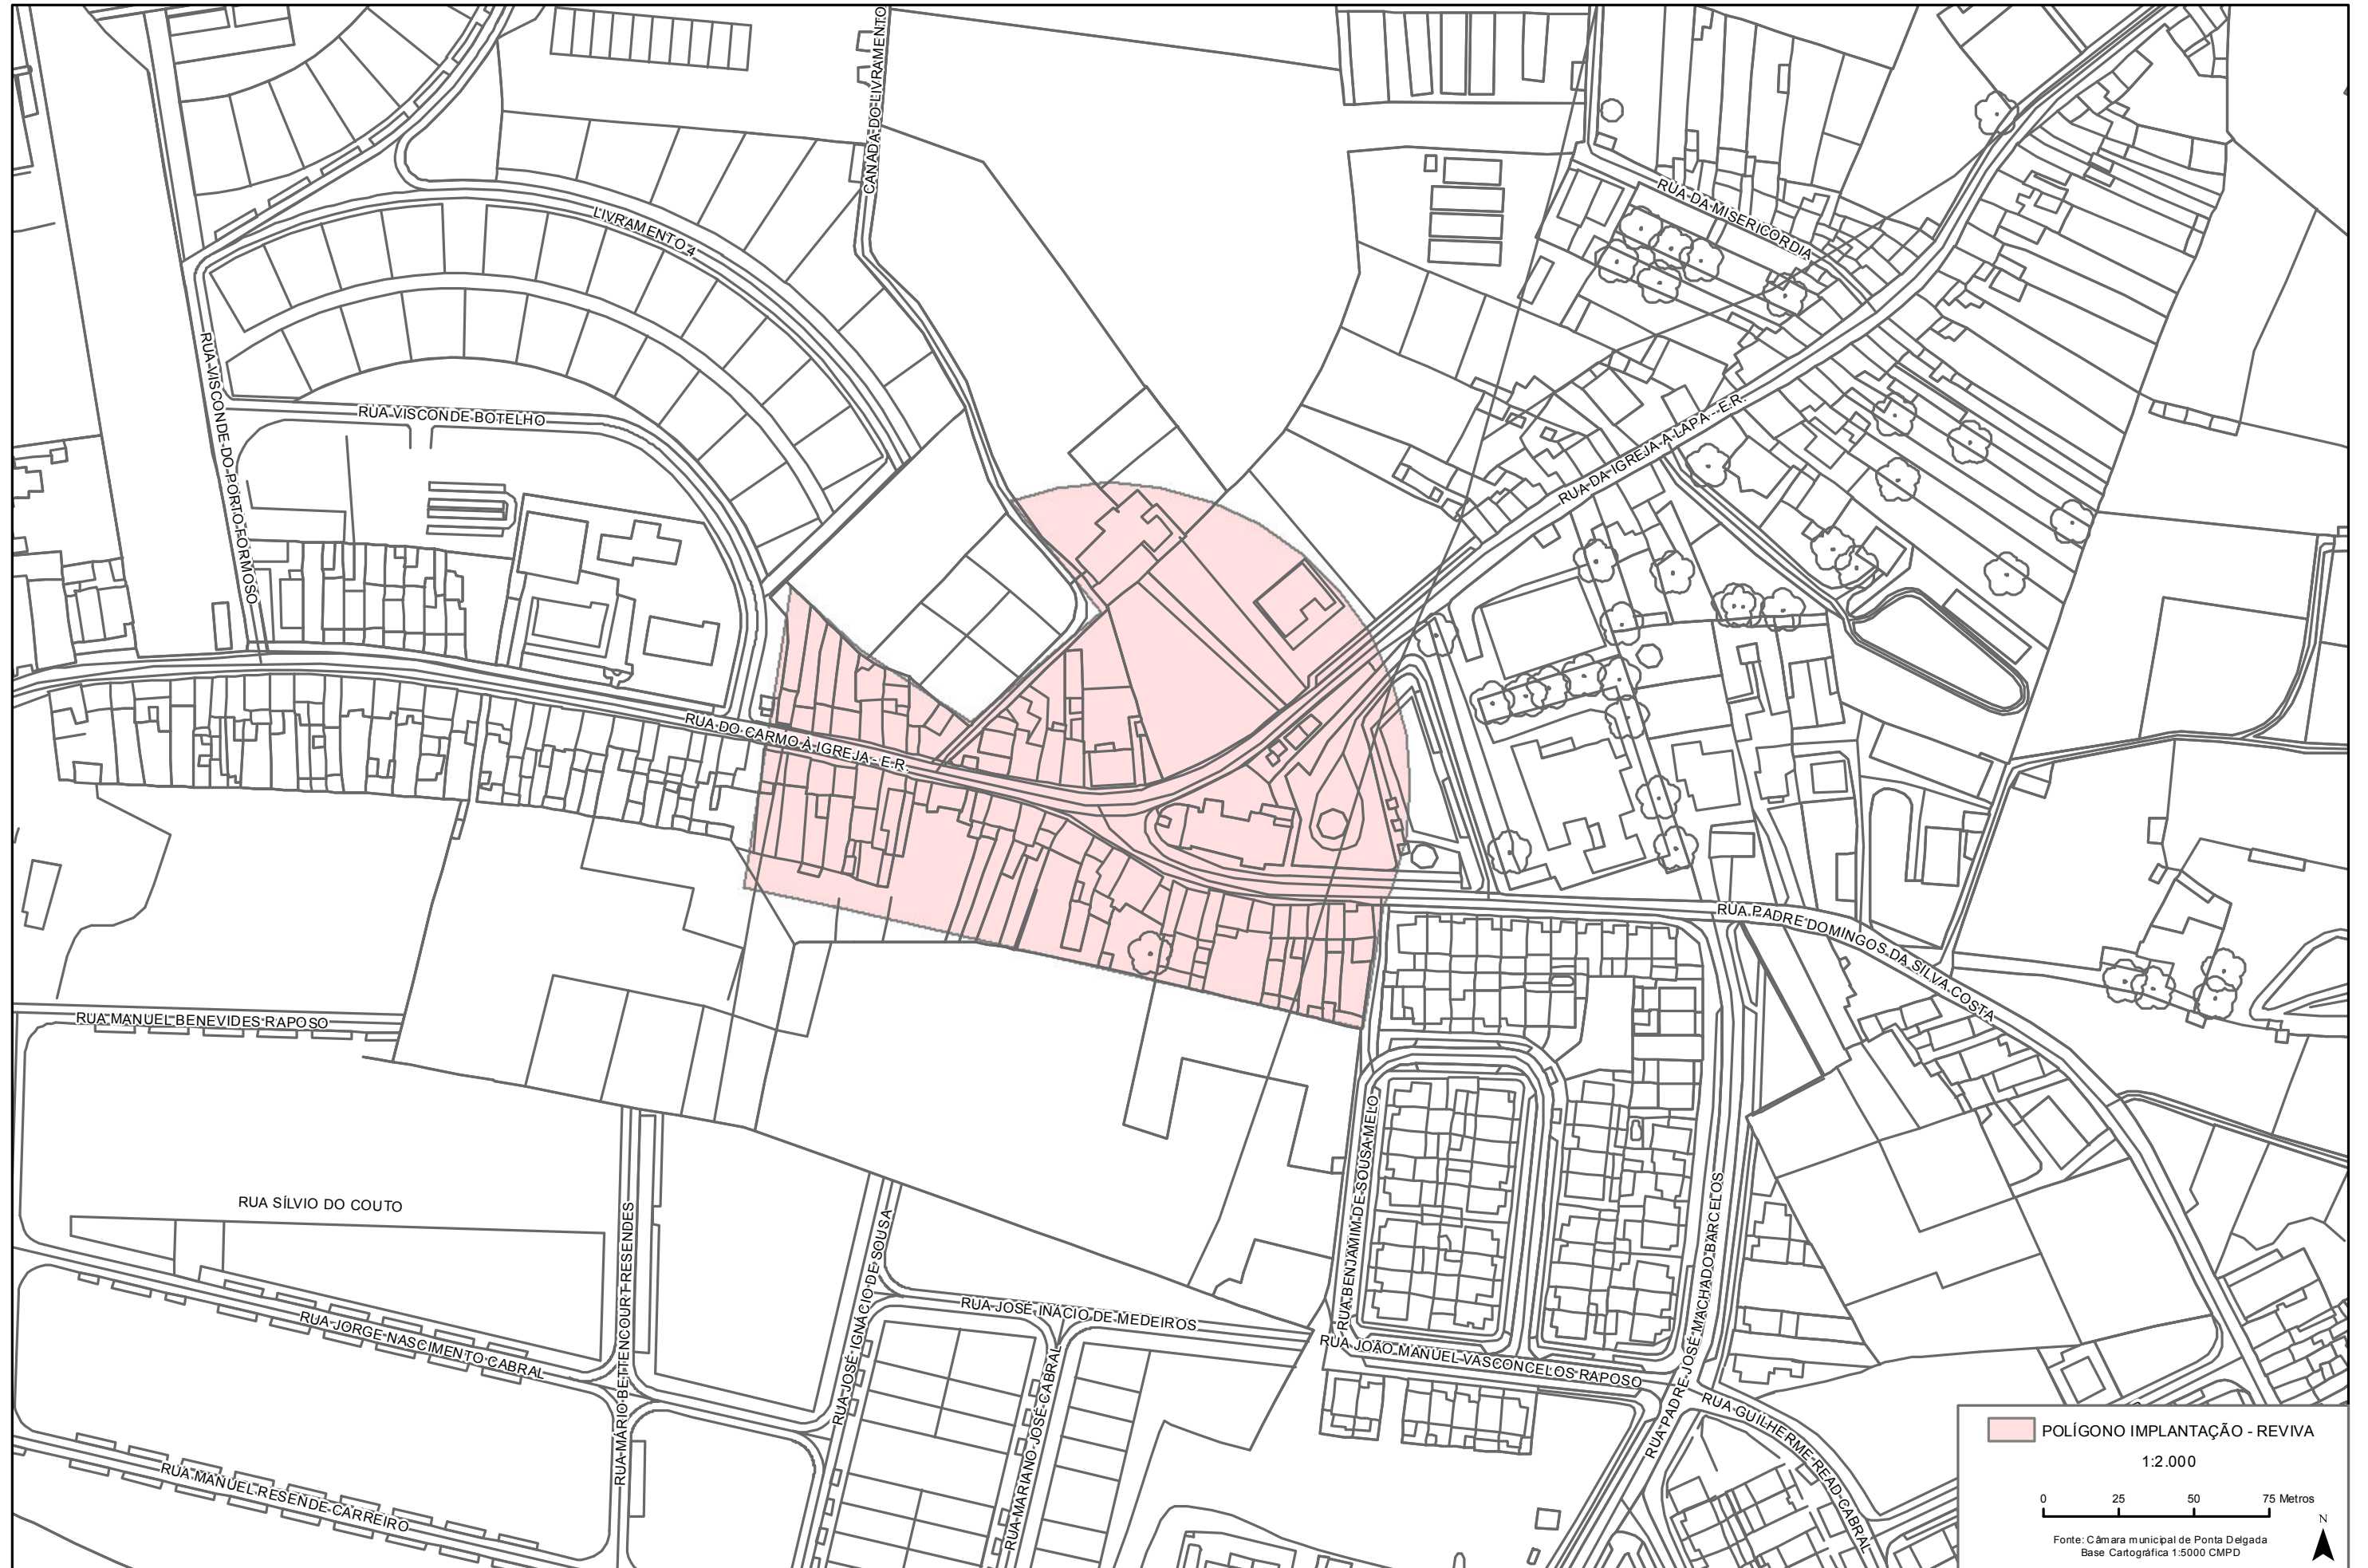 CANADA DO LIVRAMENTO
RUA DA MISERICORDIA
LIVRAMENTO 4
RUA VISCONDE DO PORTO FORMOSO
RUA VISCONDE BOTELHO
RUA DA IGREJA À LAPA - E.R.
RUA DO CARMO À IGREJA - E.R.
RUA PADRE DOMINGOS DA SILVA COSTA
RUA MANUEL BENEVIDES RAPOSO
RUA SÍLVIO DO COUTO
RUA JORGE NASCIMENTO CABRAL
RUA MÁRIO BETTENCOURT RESENDES
RUA JOSÉ IGNÁCIO DE SOUSA
RUA JOSÉ INÁCIO DE MEDEIROS
RUA MARIANO JOSÉ CABRAL
RUA BENJAMIM DE SOUSA MELO
RUA JOÃO MANUEL VASCONCELOS RAPOSO
RUA PADRE JOSÉ MACHADO BARCELOS
RUA GUILHERME READ CABRAL
RUA MANUEL RESENDE CARREIRO
POLÍGONO IMPLANTAÇÃO - REVIVA
1:2.000
0 25 50 75 Metros
N
Fonte: Câmara municipal de Ponta Delgada
Base Cartográfica 1:5000 CMPD